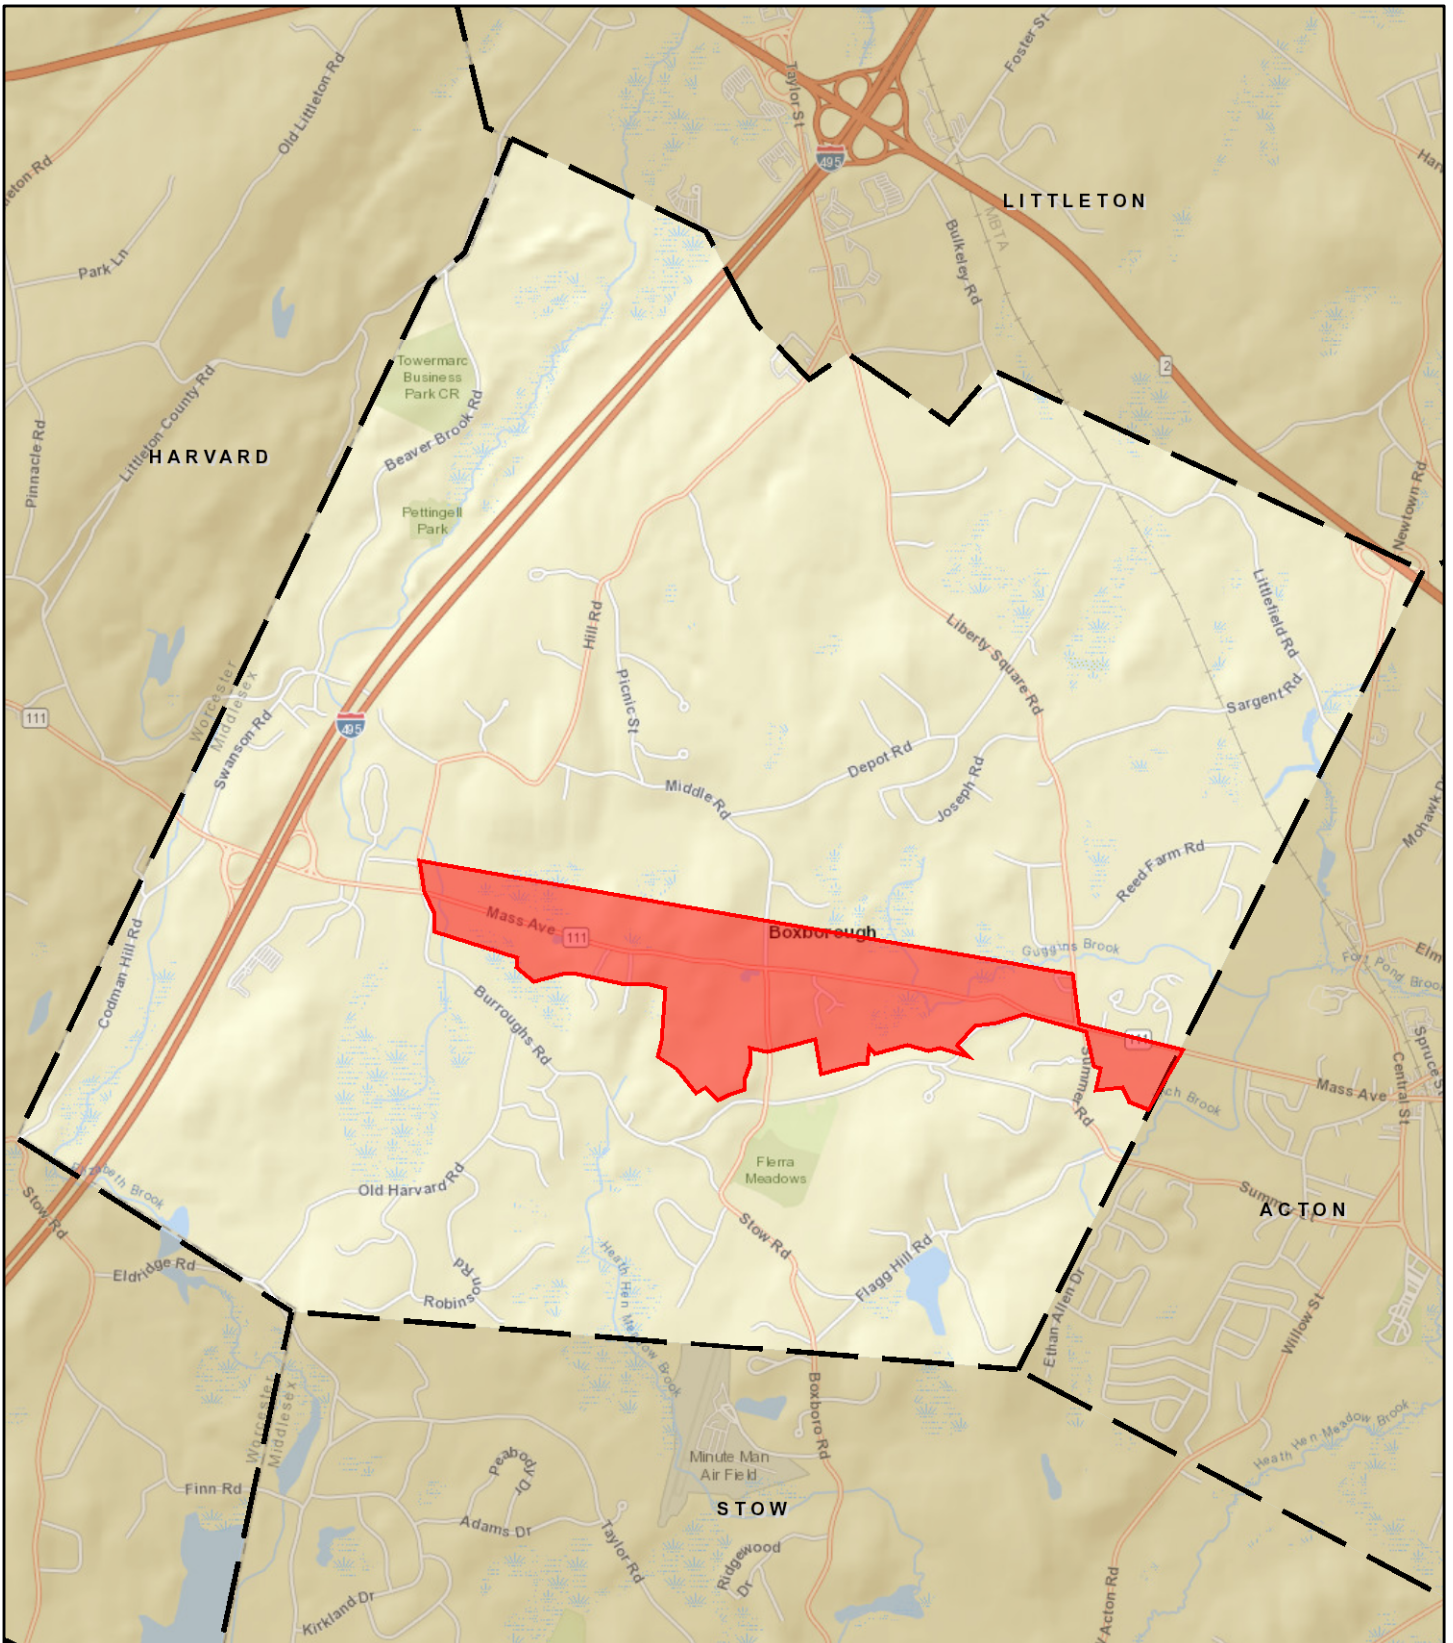 Foster St
Taylor St
Old Littleton Rd
495
LITTLETON
MBTA
Bulkeley Rd
Park Ln
2
Towermarc
Business
Park CR
Beaver Brook Rd
Littleton County Rd
HARVARD
Pinnacle Rd
Pettingell
Park
Newtown Rd
Littlefield Rd
Hill Rd
Liberty Square Rd
Picnic St
Worcester
Middlesex
Sargent Rd
111
495
Swanson Rd
Depot Rd
Middle Rd
Joseph Rd
Mohawk D
Reed Farm Rd
Mass Ave
111
Boxborough
Guggins Brook
Elm
Fort Pond Brook
Codman Hill Rd
Burroughs Rd
111
Spruce St
Central St
Mass Ave
Summer Rd
ch Brook
Flerra
Meadows
Elizabeth Brook
Old Harvard Rd
Stow Rd
Summer St
ACTON
Stow Rd
Eldridge Rd
Flagg Hill Rd
Robinson Rd
Heath Hen Meadow Brook
Ethan Allen Dr
Willow St
Boxboro Rd
Worcester
Middlesex
Heath Hen Meadow Brook
Peabody Dr
Minute Man
Air Field
Finn Rd
STOW
Adams Dr
Taylor Rd
Ridgewood
Dr
Kirkland Dr
Acton Rd